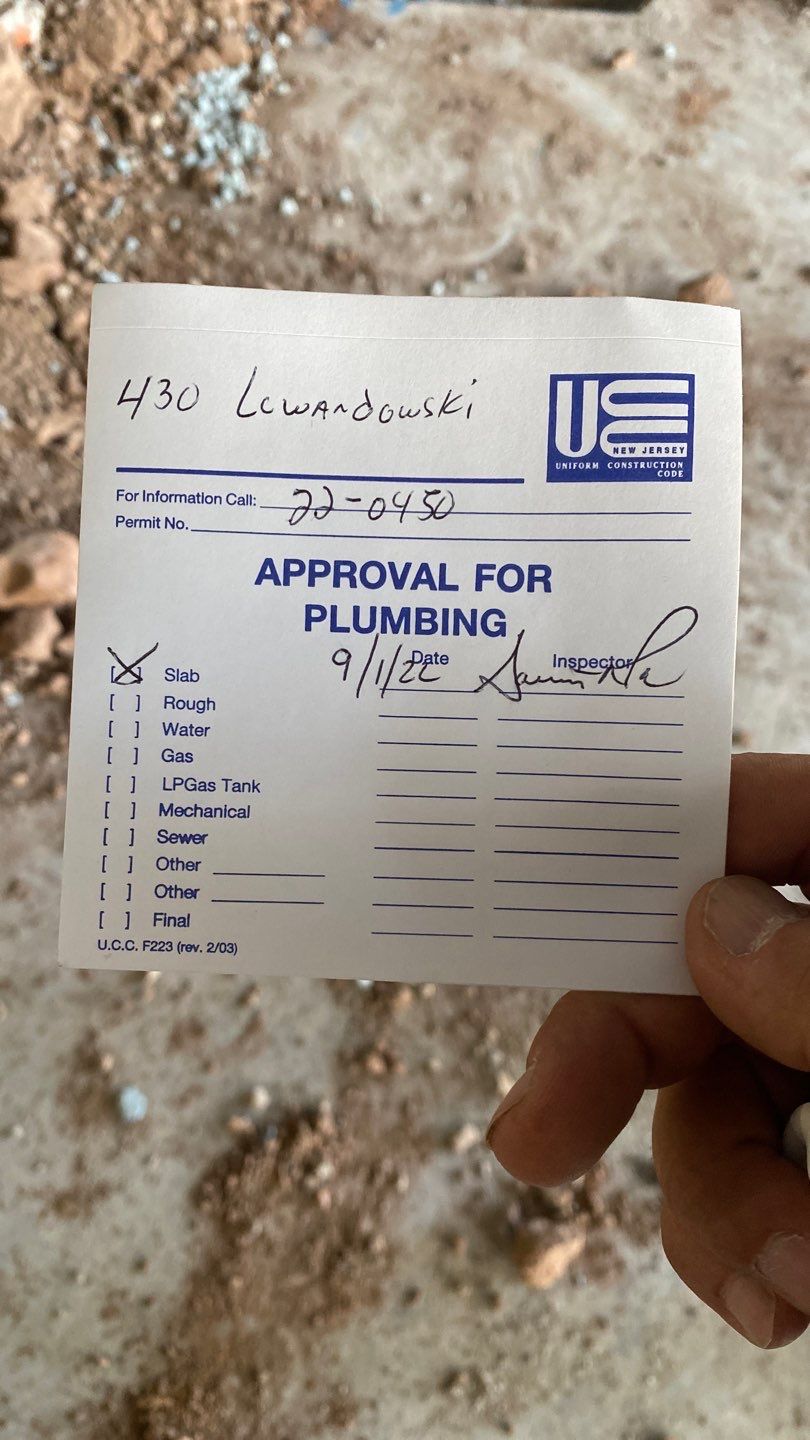 430 Lewandowski
UCC
NEW JERSEY
UNIFORM CONSTRUCTION
CODE
For Information Call: 22-0450
Permit No.
APPROVAL FOR
PLUMBING
Date Inspector
[X] Slab 9/1/22
[ ] Rough
[ ] Water
[ ] Gas
[ ] LPGas Tank
[ ] Mechanical
[ ] Sewer
[ ] Other
[ ] Other
[ ] Final
U.C.C. F223 (rev. 2/03)